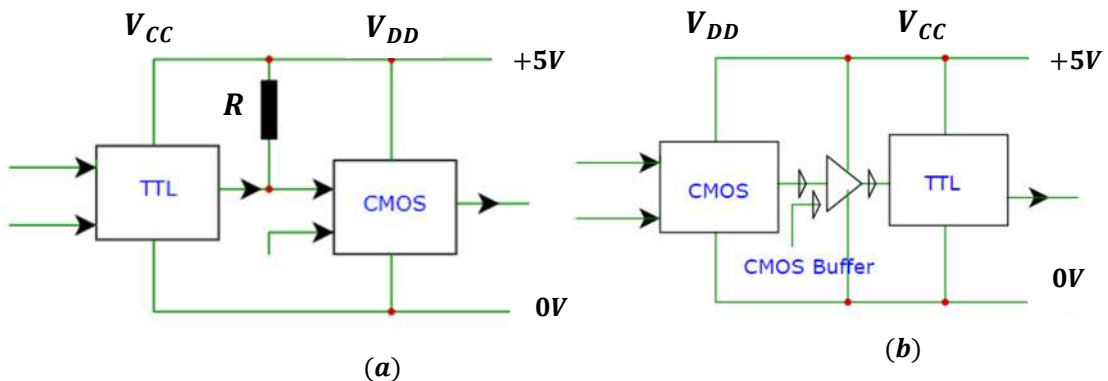 V_CC V_DD +5V
R
TTL CMOS
0V
(a)
V_DD V_CC +5V
CMOS TTL
CMOS Buffer
0V
(b)